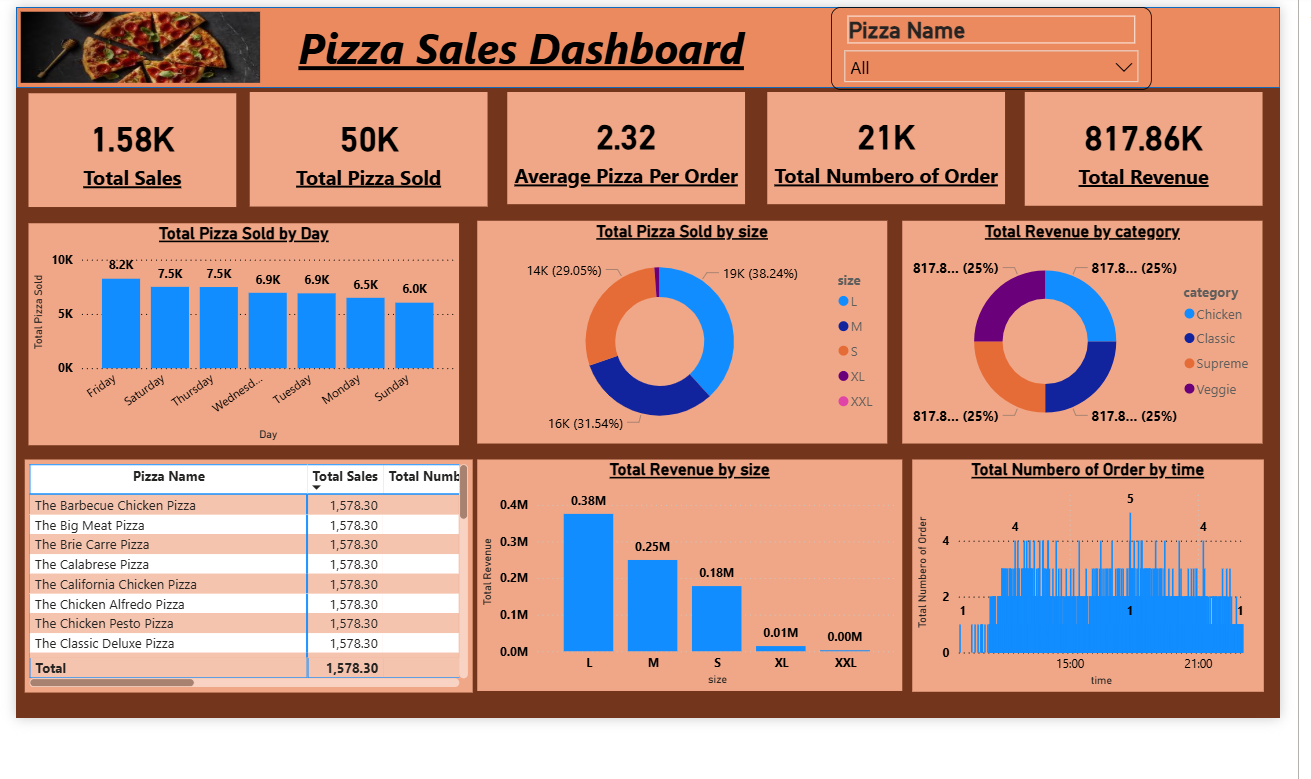 Pizza Sales Dashboard
Pizza Name
All
1.58K
Total Sales
50K
Total Pizza Sold
2.32
Average Pizza Per Order
21K
Total Numbero of Order
817.86K
Total Revenue
Total Pizza Sold by Day
Total Pizza Sold
10K
5K
0K
8.2K
7.5K
7.5K
6.9K
6.9K
6.5K
6.0K
Friday
Saturday
Thursday
Wednesd...
Tuesday
Monday
Sunday
Day
Total Pizza Sold by size
14K (29.05%)
19K (38.24%)
16K (31.54%)
size
L
M
S
XL
XXL
Total Revenue by category
817.8... (25%)
817.8... (25%)
817.8... (25%)
817.8... (25%)
category
Chicken
Classic
Supreme
Veggie
Pizza Name Total Sales Total Numb
The Barbecue Chicken Pizza 1,578.30
The Big Meat Pizza 1,578.30
The Brie Carre Pizza 1,578.30
The Calabrese Pizza 1,578.30
The California Chicken Pizza 1,578.30
The Chicken Alfredo Pizza 1,578.30
The Chicken Pesto Pizza 1,578.30
The Classic Deluxe Pizza 1,578.30
Total 1,578.30
Total Revenue by size
Total Revenue
0.4M
0.3M
0.2M
0.1M
0.0M
0.38M
0.25M
0.18M
0.01M
0.00M
L
M
S
XL
XXL
size
Total Numbero of Order by time
Total Numbero of Order
4
2
0
1
4
5
1
4
1
15:00
21:00
time